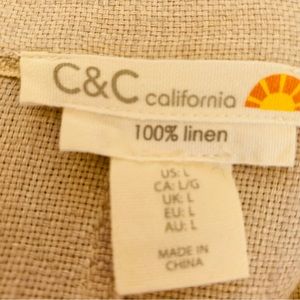 C&C california
100% linen
US: L
CA: L/G
UK: L
EU: L
AU: L
MADE IN
CHINA